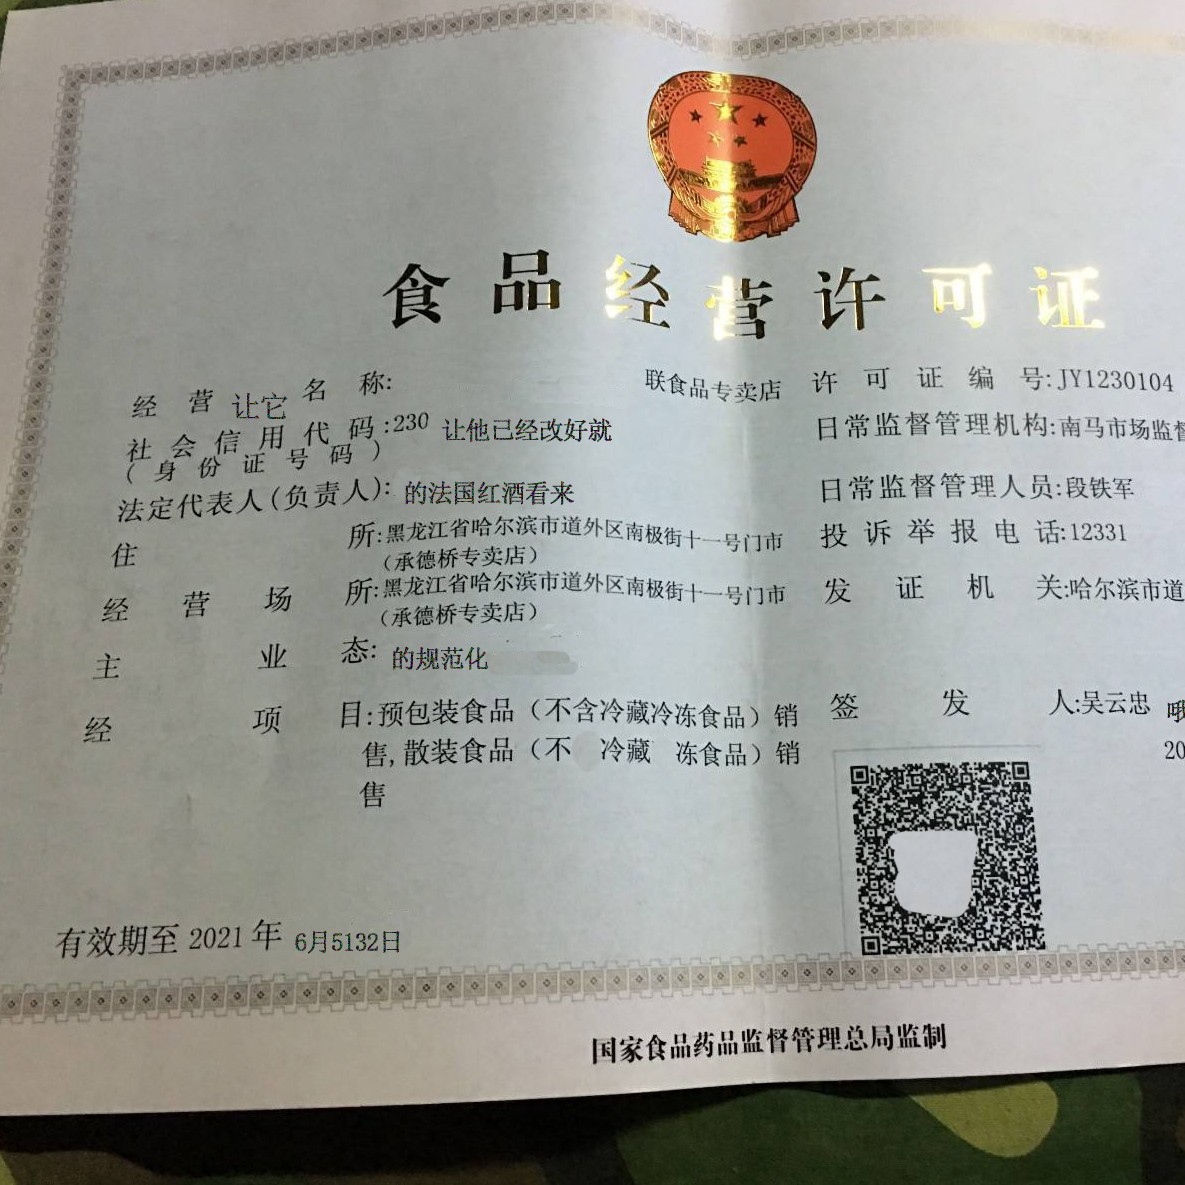 食品经营许可证
经营让它名称:
联食品专卖店
社会信用代码:230 让他已经改好就
(身份证号码)
法定代表人(负责人): 的法国红酒看来
住所:黑龙江省哈尔滨市道外区南极街十一号门市
(承德桥专卖店)
经营场所:黑龙江省哈尔滨市道外区南极街十一号门市
(承德桥专卖店)
主业态: 的规范化
经项目:预包装食品(不含冷藏冷冻食品)销
售,散装食品(不 冷藏 冻食品)销
售
许可证编号:JY1230104
日常监督管理机构:南马市场监督
日常监督管理人员:段铁军
投诉举报电话:12331
发证机关:哈尔滨市道
签发人:吴云忠 哦
20
有效期至 2021 年 6月5132日
国家食品药品监督管理总局监制